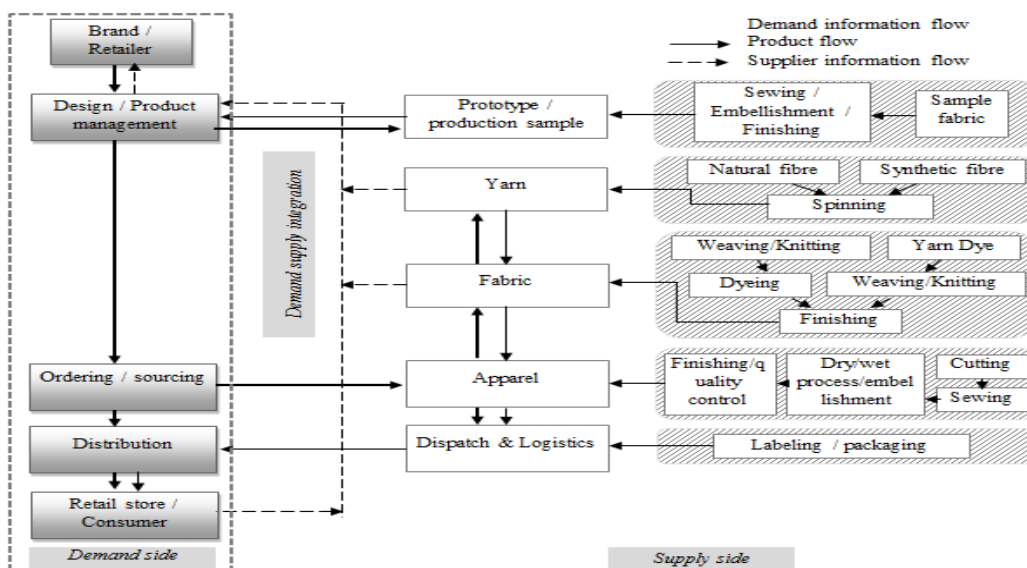 Brand /
Retailer
Demand information flow
Product flow
Supplier information flow
Design / Product
management
Prototype /
production sample
Sewing /
Embellishment /
Finishing
Sample
fabric
Demand supply integration
Yarn
Natural fibre
Synthetic fibre
Spinning
Fabric
Weaving/Knitting
Yarn Dye
Dyeing
Weaving/Knitting
Finishing
Ordering / sourcing
Apparel
Finishing/q
uality
control
Dry/wet
process/embel
lishment
Cutting
Sewing
Distribution
Dispatch & Logistics
Labeling / packaging
Retail store /
Consumer
Demand side
Supply side